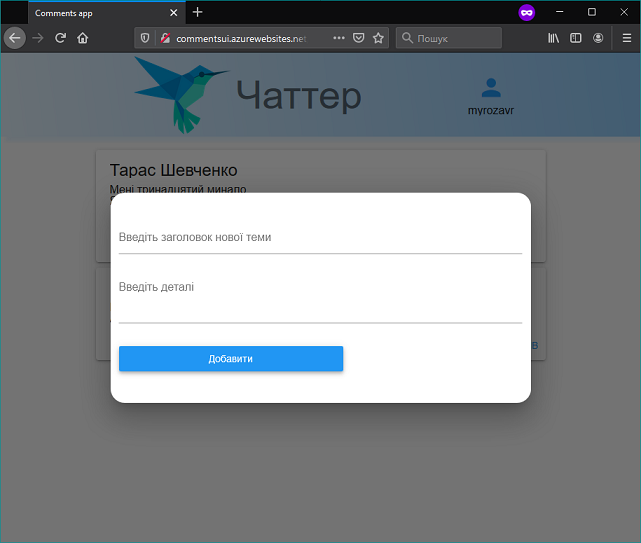 Comments app
commentsui.azurewebsites.net
Пошук
Чаттер
myrozavr
Тарас Шевченко
Мені тринадцятий минало
Введіть заголовок нової теми
Введіть деталі
Добавити